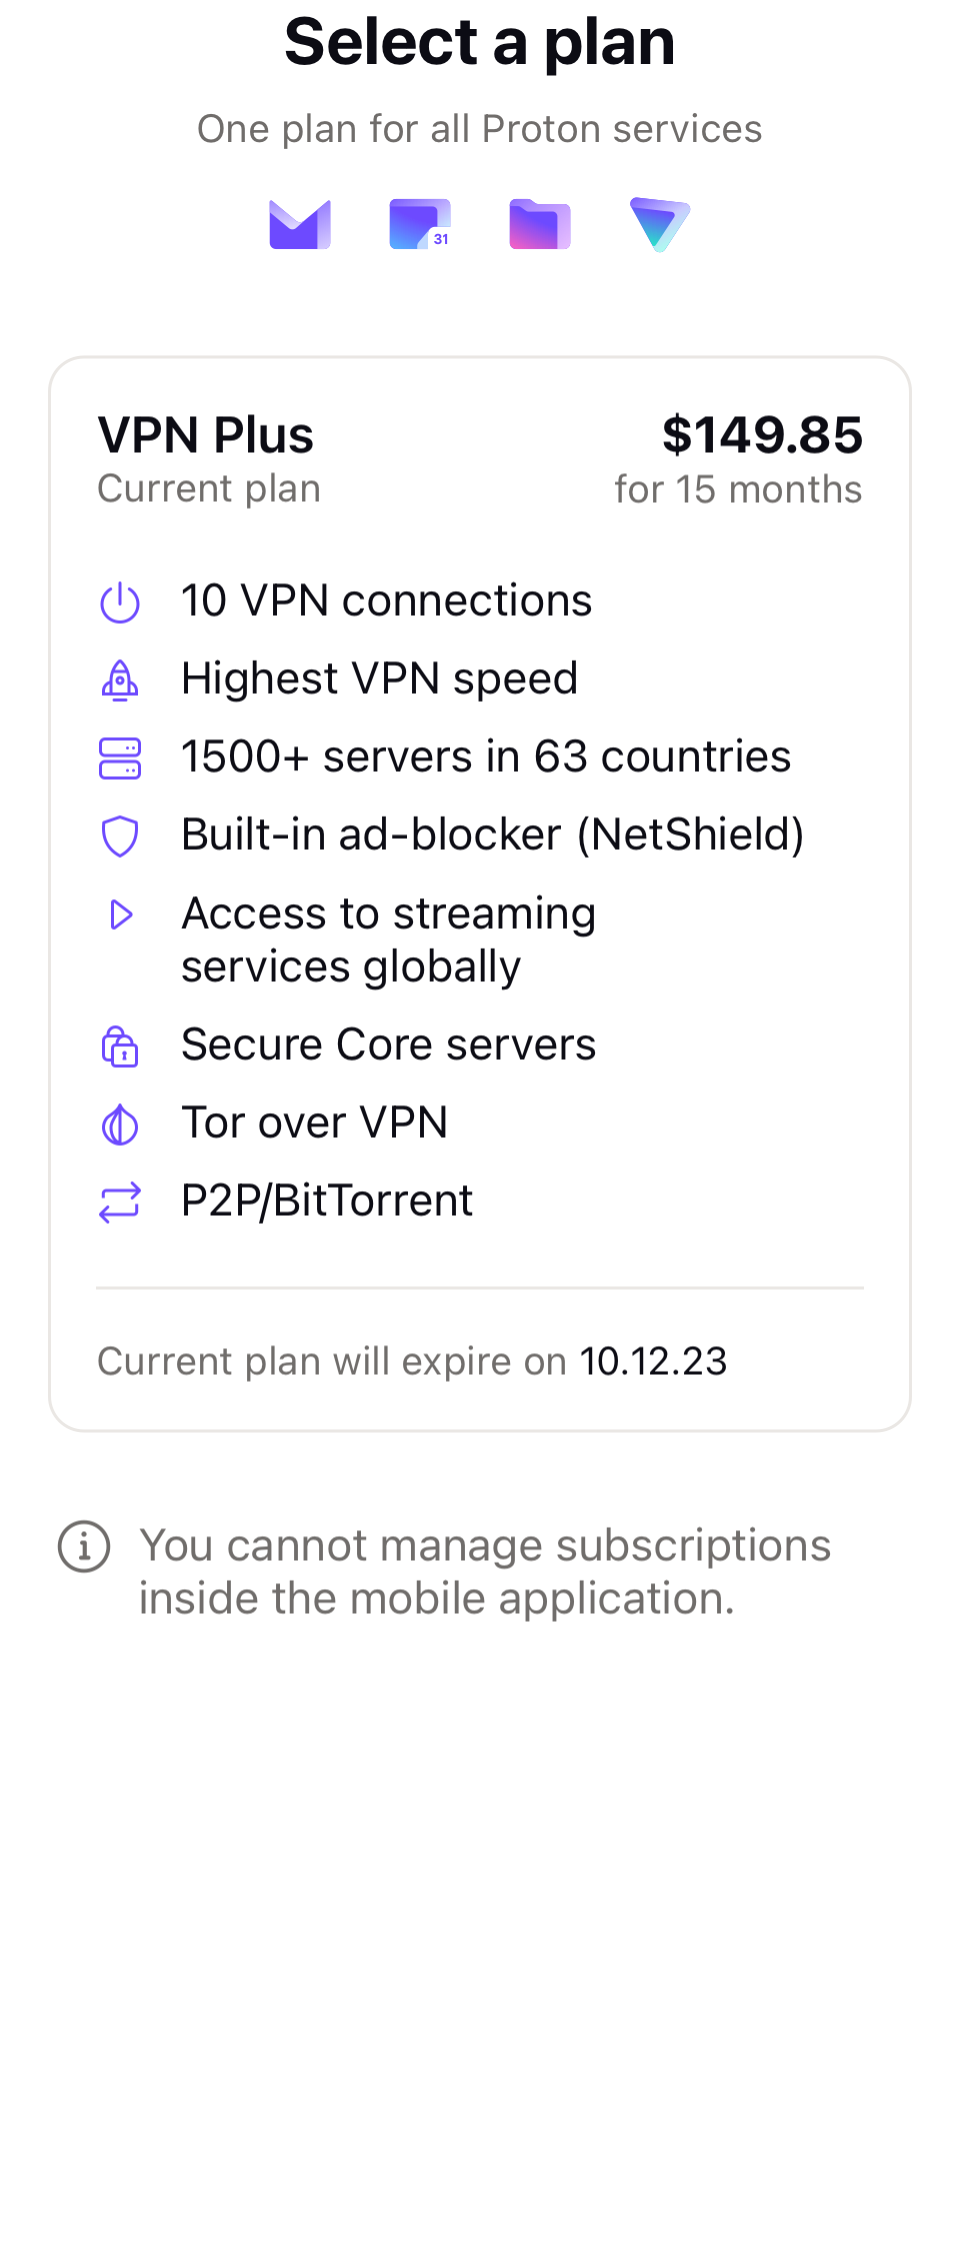 Select a plan
One plan for all Proton services
31
VPN Plus
$149.85
Current plan
for 15 months
10 VPN connections
Highest VPN speed
1500+ servers in 63 countries
Built-in ad-blocker (NetShield)
Access to streaming
services globally
Secure Core servers
Tor over VPN
P2P/BitTorrent
Current plan will expire on 10.12.23
You cannot manage subscriptions
inside the mobile application.